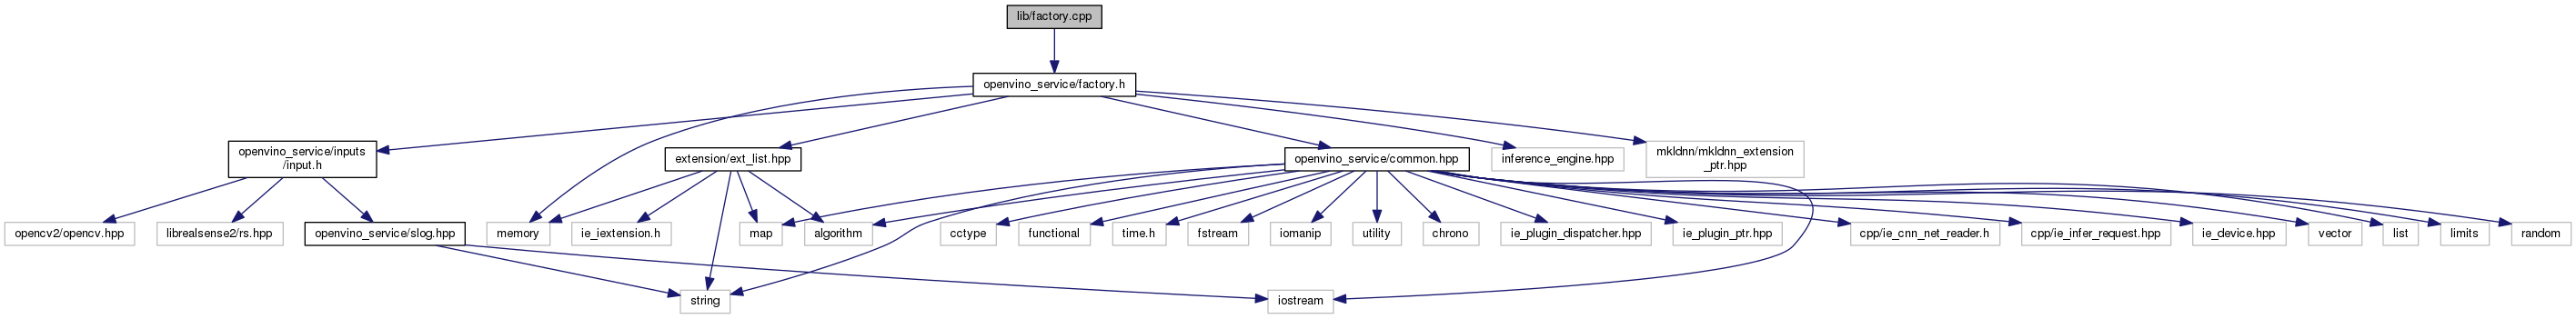 lib/factory.cpp
openvino_service/factory.h
openvino_service/inputs
/input.h
extension/ext_list.hpp
openvino_service/common.hpp
inference_engine.hpp
mkldnn/mkldnn_extension
_ptr.hpp
opencv2/opencv.hpp
librealsense2/rs.hpp
openvino_service/slog.hpp
memory
ie_iextension.h
map
algorithm
cctype
functional
time.h
fstream
iomanip
utility
chrono
ie_plugin_dispatcher.hpp
ie_plugin_ptr.hpp
cpp/ie_cnn_net_reader.h
cpp/ie_infer_request.hpp
ie_device.hpp
vector
list
limits
random
string
iostream